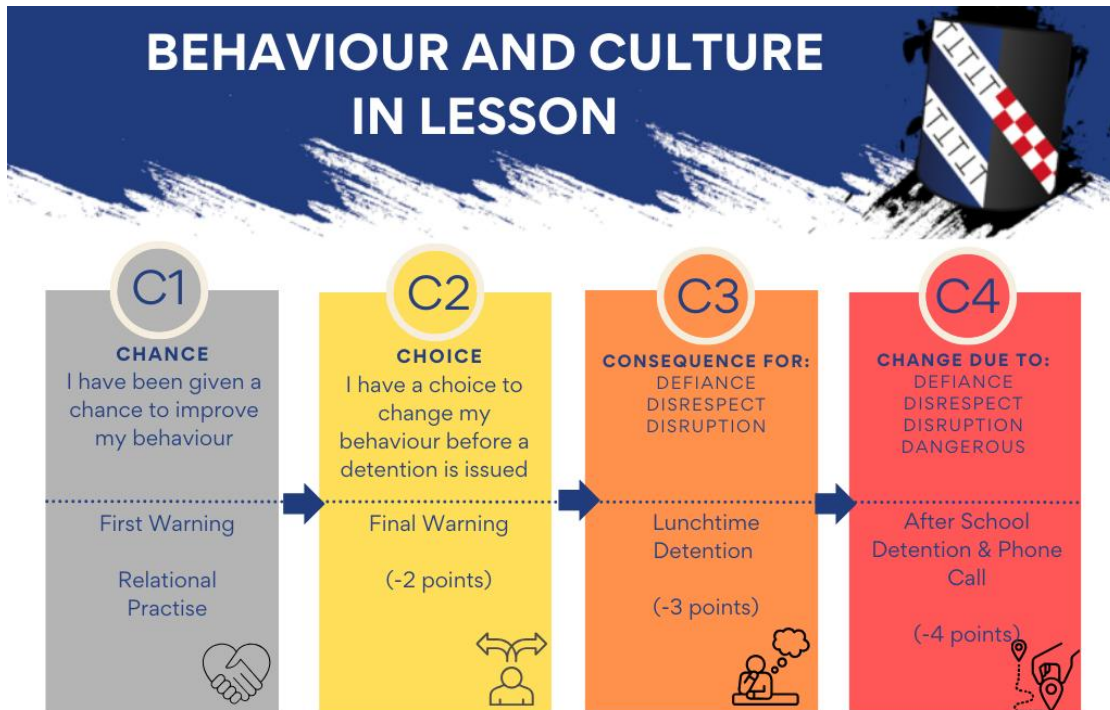 BEHAVIOUR AND CULTURE
IN LESSON
C1
CHANCE
I have been given a
chance to improve
my behaviour
First Warning
Relational
Practise
C2
CHOICE
I have a choice to
change my
behaviour before a
detention is issued
Final Warning
(-2 points)
C3
CONSEQUENCE FOR:
DEFIANCE
DISRESPECT
DISRUPTION
Lunchtime
Detention
(-3 points)
C4
CHANGE DUE TO:
DEFIANCE
DISRESPECT
DISRUPTION
DANGEROUS
After School
Detention & Phone
Call
(-4 points)